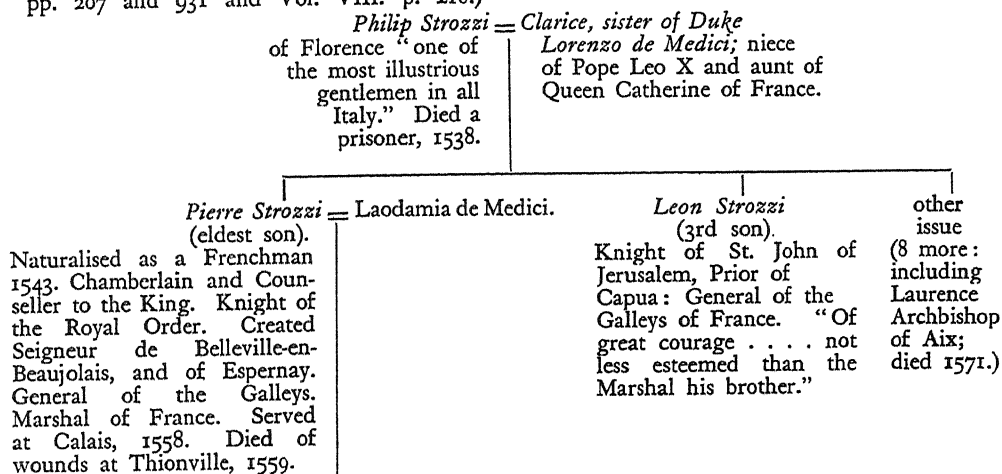 pp. 207 and 931 and Vol. VIII. p.
Philip Strozzi = Clarice, sister of Duke
of Florence “one of
the most illustrious
gentlemen in all
Italy.” Died a
prisoner, 1538.
Lorenzo de Medici; niece
of Pope Leo X and aunt of
Queen Catherine of France.
Pierre Strozzi = Laodamia de Medici.
(eldest son).
Naturalised as a Frenchman
1543. Chamberlain and Coun-
seller to the King. Knight of
the Royal Order. Created
Seigneur de Belleville-en-
Beaujolais, and of Espernay.
General of the Galleys.
Marshal of France. Served
at Calais, 1558. Died of
wounds at Thionville, 1559.
Leon Strozzi
(3rd son).
Knight of St. John of
Jerusalem, Prior of
Capua: General of the
Galleys of France. “Of
great courage .... not
less esteemed than the
Marshal his brother.”
other
issue
(8 more:
including
Laurence
Archbishop
of Aix;
died 1571.)